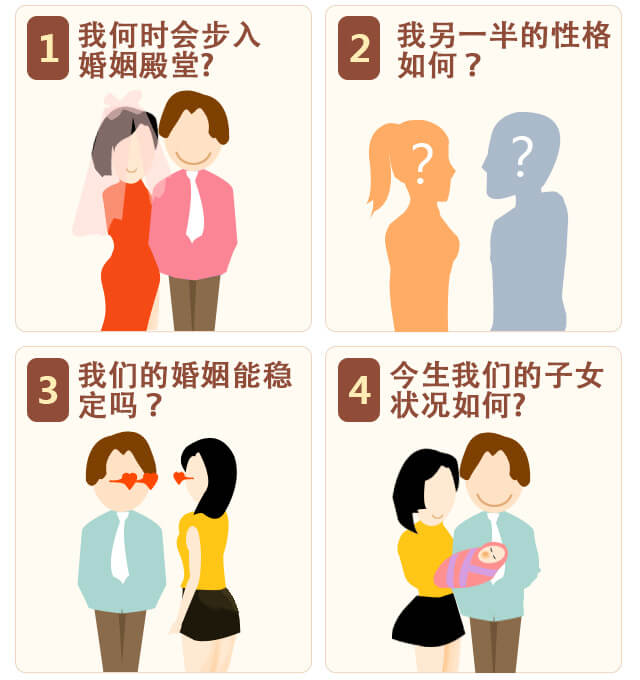 1
我何时会步入
婚姻殿堂?
2
我另一半的性格
如何？
?
?
3
我们的婚姻能稳
定吗？
4
今生我们的子女
状况如何?